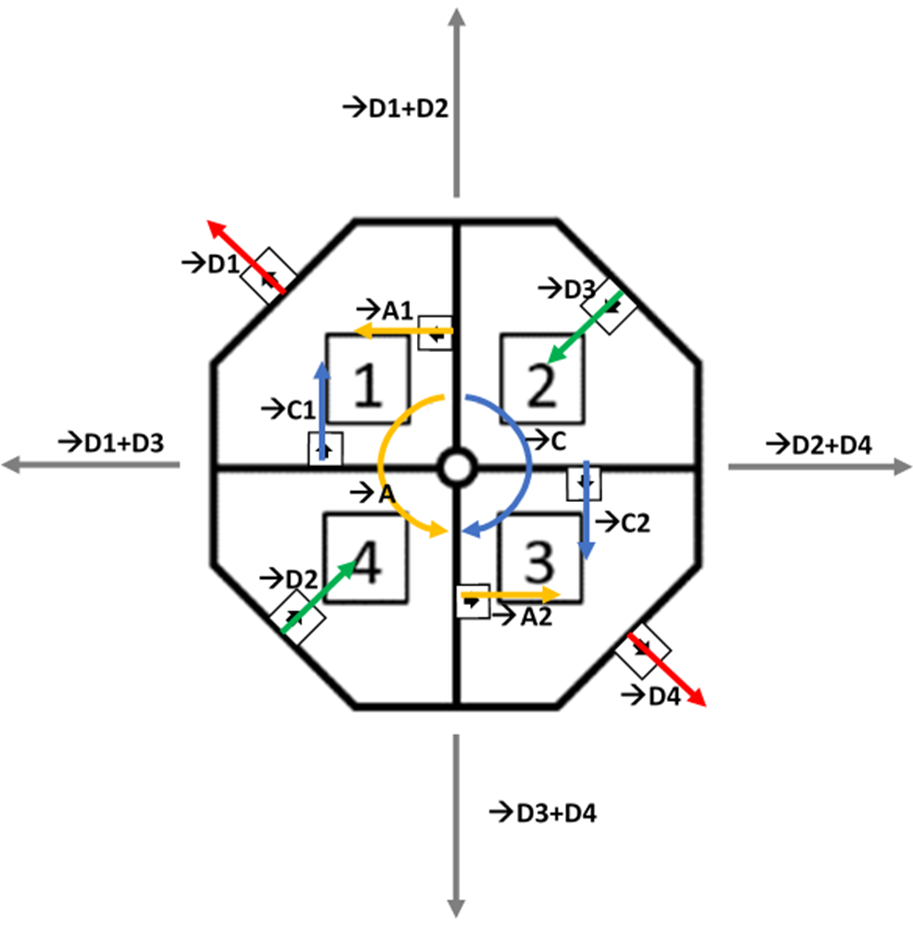 →D1+D2
→D1
→D3
→A1
1
2
→C1
→C
→D1+D3
→D2+D4
→A
→C2
4
3
→D2
→A2
→D4
→D3+D4